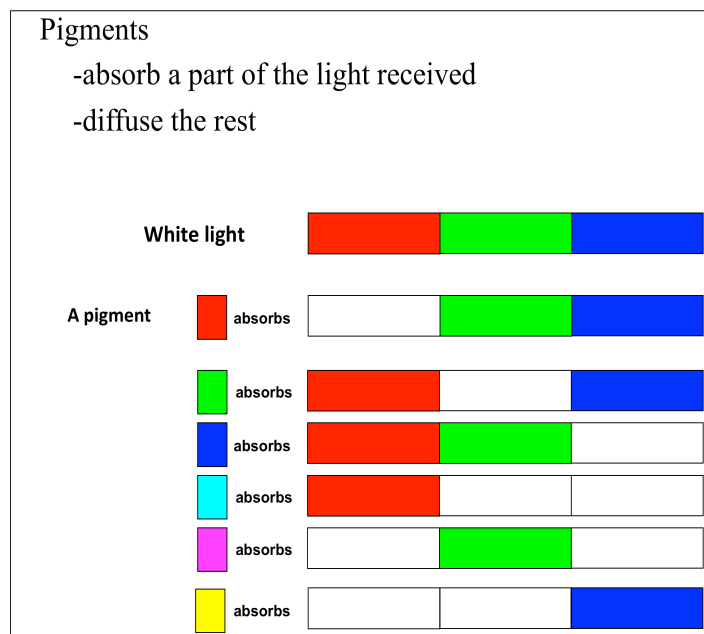 Pigments
-absorb a part of the light received
-diffuse the rest
White light
A pigment absorbs
absorbs
absorbs
absorbs
absorbs
absorbs